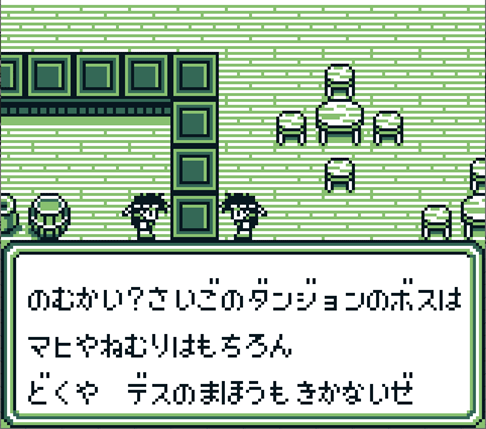 のむかい？さいごのダンジョンのボスは
マヒやねむりはもちろん
どくや　デスのまほうもきかないぜ